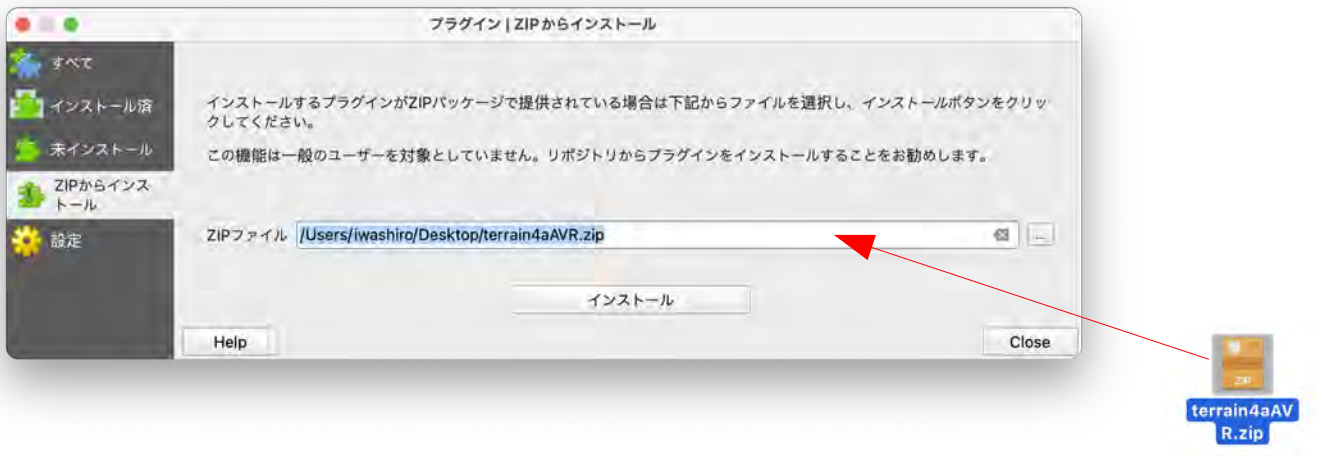 プラグイン | ZIPからインストール
すべて
インストール済
未インストール
ZIPからインス
トール
設定
インストールするプラグインがZIPパッケージで提供されている場合は下記からファイルを選択し、インストールボタンをクリッ
クしてください。
この機能は一般のユーザーを対象としていません。リポジトリからプラグインをインストールすることをお勧めします。
ZIPファイル /Users/iwashiro/Desktop/terrain4aAVR.zip ...
インストール
Help
Close
ZIP
terrain4aAV
R.zip